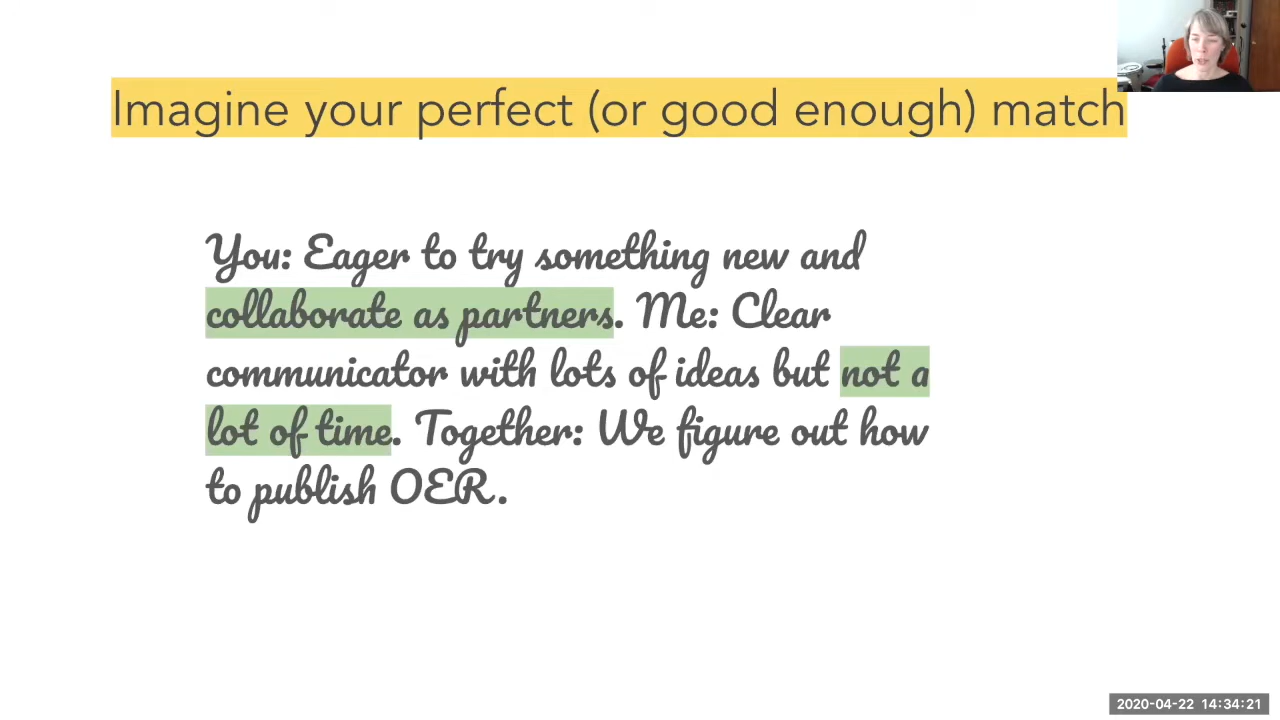 Imagine your perfect (or good enough) match
You: Eager to try something new and
collaborate as partners. Me: Clear
communicator with lots of ideas but not a
lot of time. Together: We figure out how
to publish OER.
2020-04-22 14:34:21